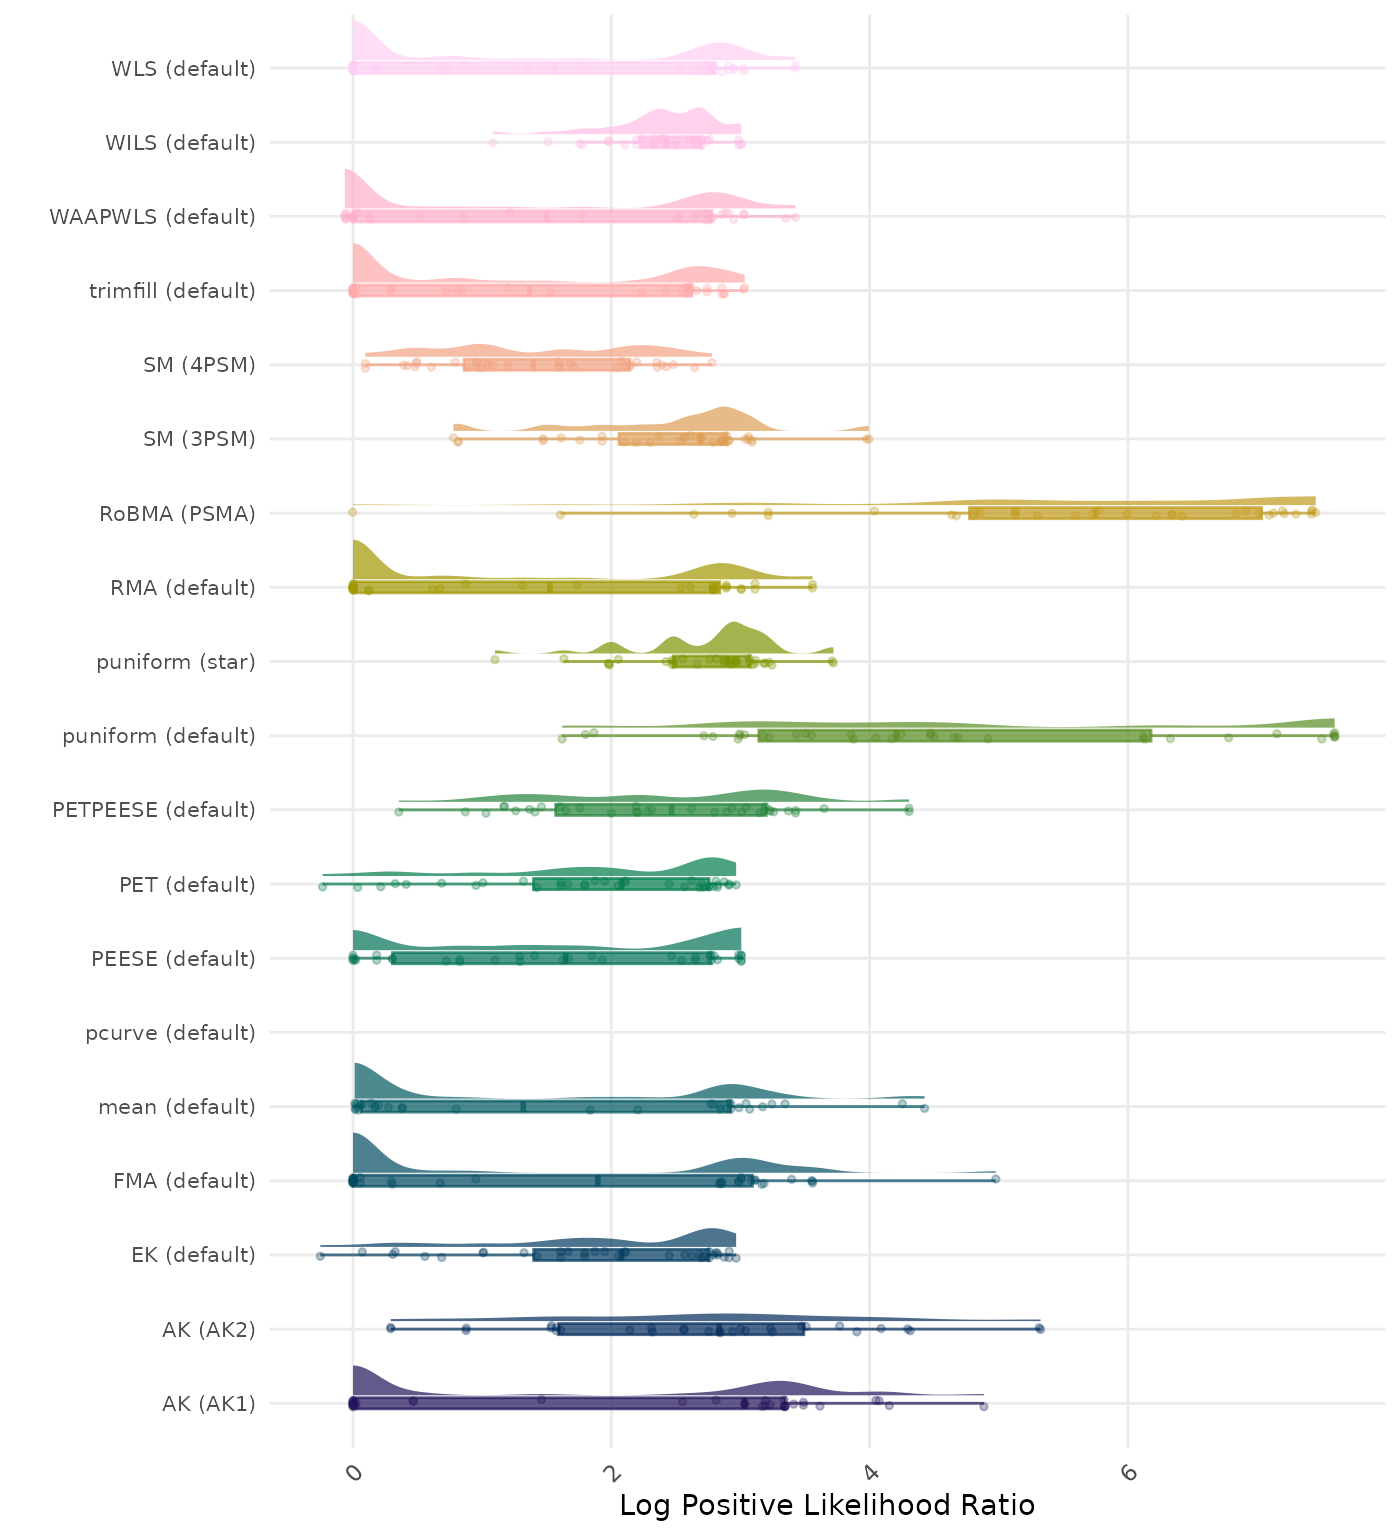 WLS (default)
WILS (default)
WAAPWLS (default)
trimfill (default)
SM (4PSM)
SM (3PSM)
RoBMA (PSMA)
RMA (default)
puniform (star)
puniform (default)
PETPEESE (default)
PET (default)
PEESE (default)
pcurve (default)
mean (default)
FMA (default)
EK (default)
AK (AK2)
AK (AK1)
0 2 4 6
Log Positive Likelihood Ratio